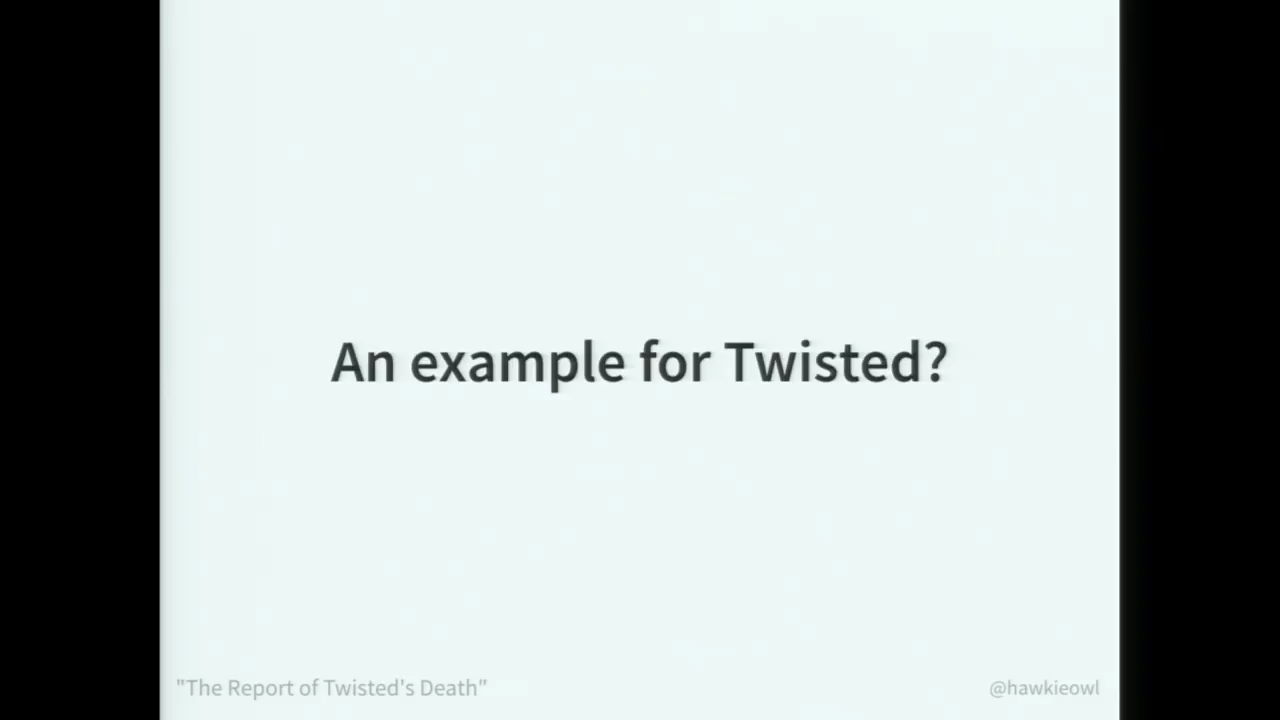 An example for Twisted?
"The Report of Twisted's Death"
@hawkieowl